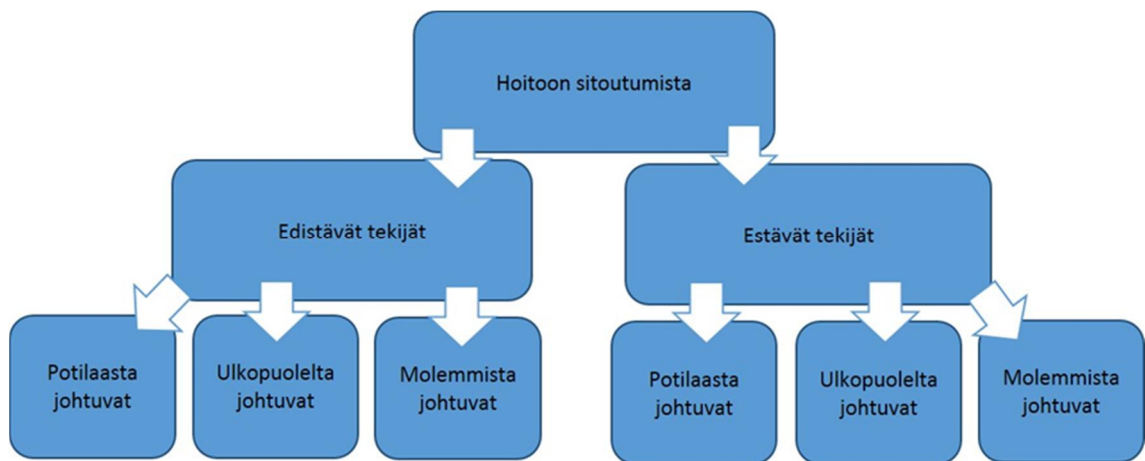 Hoitoon sitoutumista
Edistävät tekijät
Estävät tekijät
Potilaasta
johtuvat
Ulkopuolelta
johtuvat
Molemmista
johtuvat
Potilaasta
johtuvat
Ulkopuolelta
johtuvat
Molemmista
johtuvat